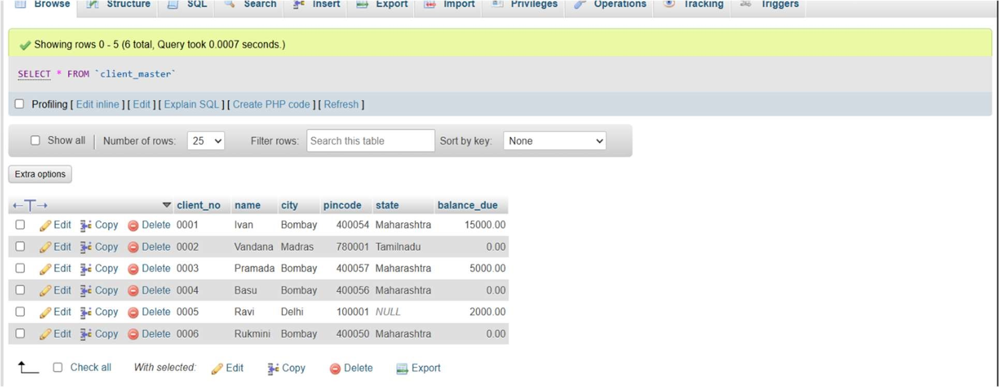 Browse Structure SQL Search Insert Export Import Privileges Operations Tracking Triggers
Showing rows 0 - 5 (6 total, Query took 0.0007 seconds.)
SELECT * FROM `client_master`
Profiling [ Edit inline ] [ Edit ] [ Explain SQL ] [ Create PHP code ] [ Refresh ]
Show all Number of rows: 25 Filter rows: Search this table Sort by key: None
Extra options
←T→ client_no name city pincode state balance_due
Edit Copy Delete 0001 Ivan Bombay 400054 Maharashtra 15000.00
Edit Copy Delete 0002 Vandana Madras 780001 Tamilnadu 0.00
Edit Copy Delete 0003 Pramada Bombay 400057 Maharashtra 5000.00
Edit Copy Delete 0004 Basu Bombay 400056 Maharashtra 0.00
Edit Copy Delete 0005 Ravi Delhi 100001 NULL 2000.00
Edit Copy Delete 0006 Rukmini Bombay 400050 Maharashtra 0.00
Check all With selected: Edit Copy Delete Export